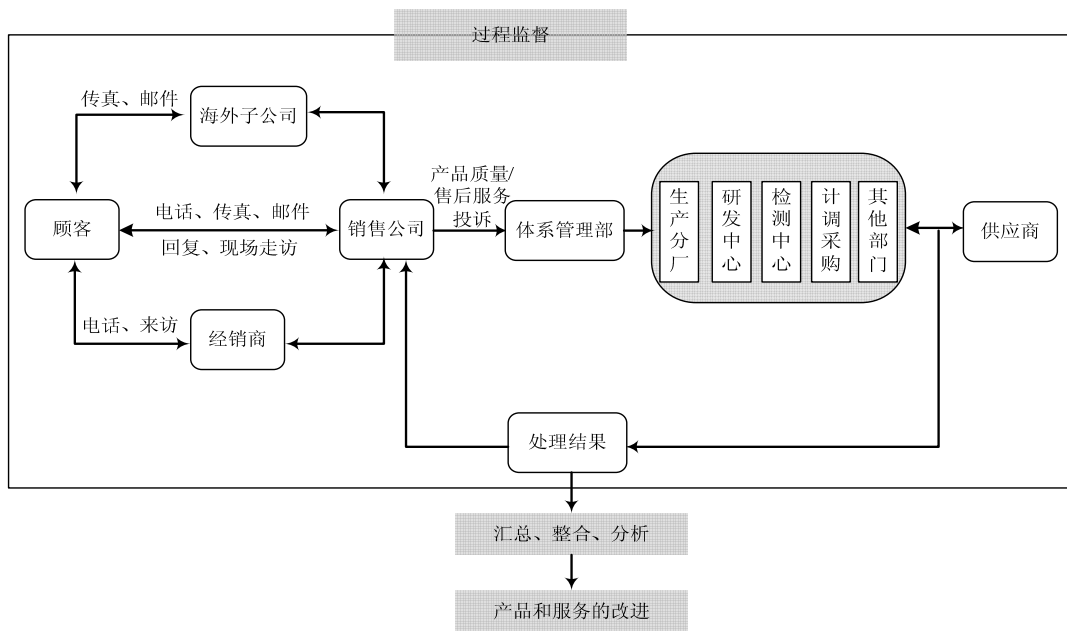 过程监督
传真、邮件
海外子公司
产品质量/
售后服务
投诉
顾客
电话、传真、邮件
回复、现场走访
销售公司
体系管理部
生产分厂
研发中心
检测中心
计调采购
其他部门
供应商
电话、来访
经销商
处理结果
汇总、整合、分析
产品和服务的改进